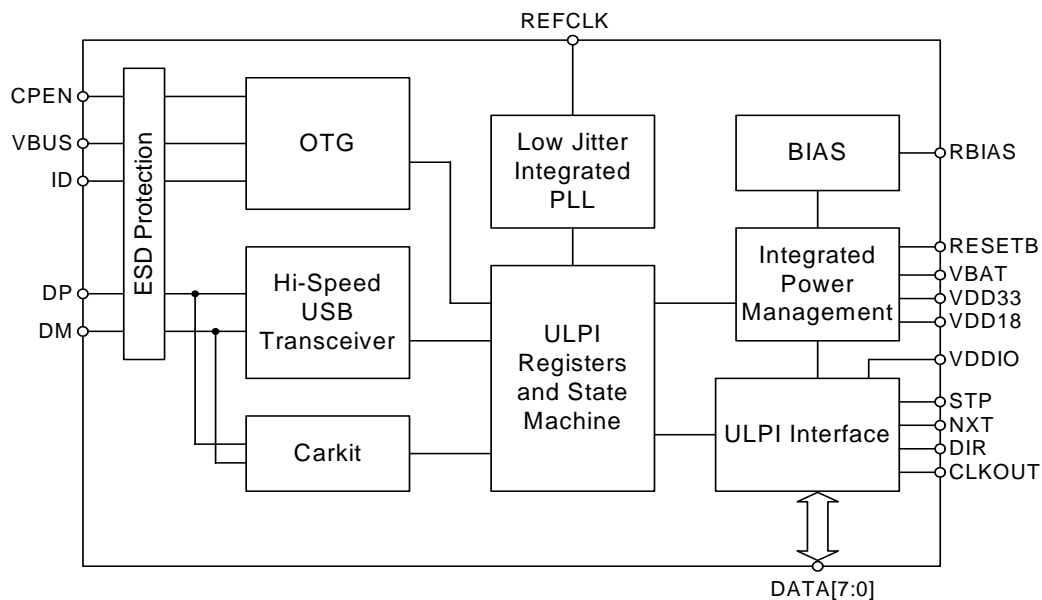 REFCLK
CPEN
VBUS
ID
DP
DM
ESD Protection
OTG
Hi-Speed
USB
Transceiver
Carkit
Low Jitter
Integrated
PLL
ULPI
Registers
and State
Machine
BIAS
Integrated
Power
Management
ULPI Interface
RBIAS
RESETB
VBAT
VDD33
VDD18
VDDIO
STP
NXT
DIR
CLKOUT
DATA[7:0]